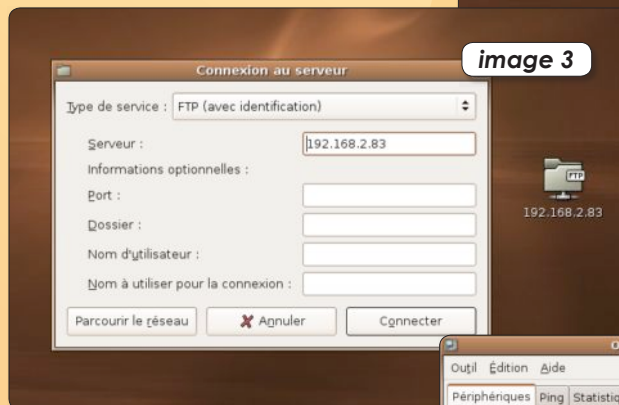 image 3
Connexion au serveur
Type de service : FTP (avec identification)
Serveur : 192.168.2.83
Informations optionnelles :
Port :
Dossier :
Nom d'utilisateur :
Nom à utiliser pour la connexion :
Parcourir le réseau Annuler Connecter
FTP
192.168.2.83
Outil Édition Aide
Périphériques Ping